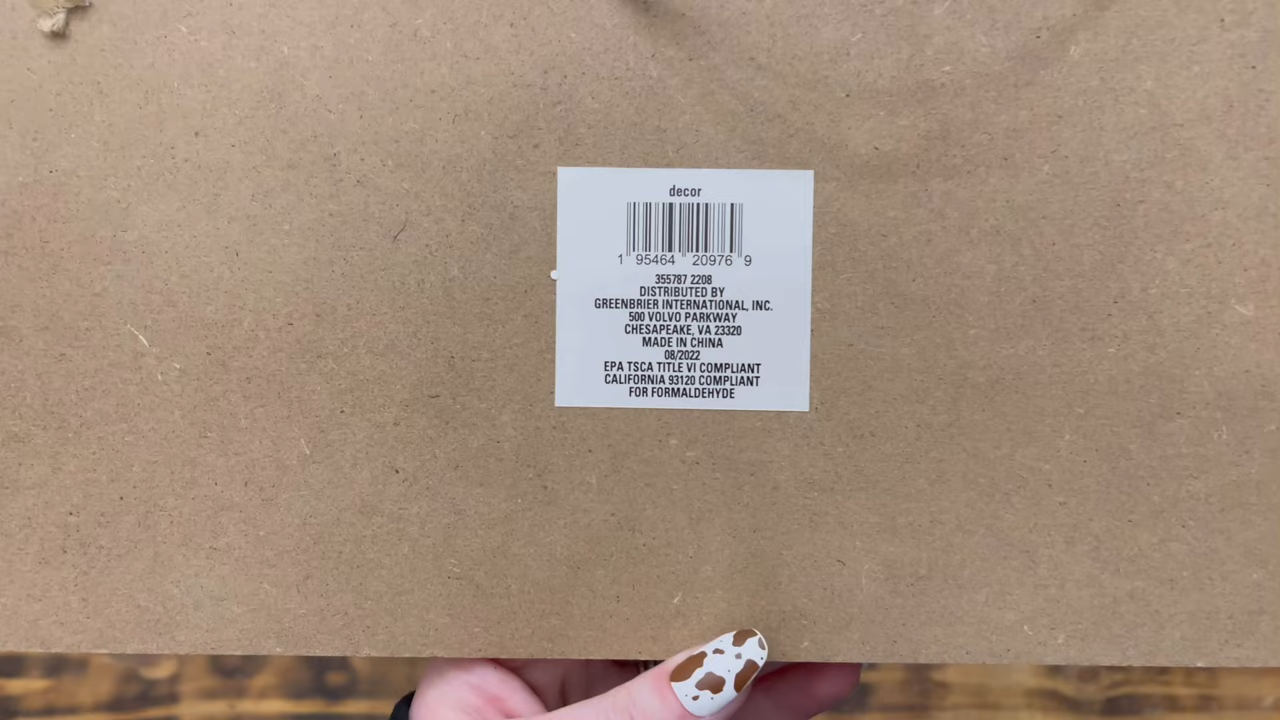 decor
1 95464 20976 9
355787 2208
DISTRIBUTED BY
GREENBRIER INTERNATIONAL, INC.
500 VOLVO PARKWAY
CHESAPEAKE, VA 23320
MADE IN CHINA
08/2022
EPA TSCA TITLE VI COMPLIANT
CALIFORNIA 93120 COMPLIANT
FOR FORMALDEHYDE